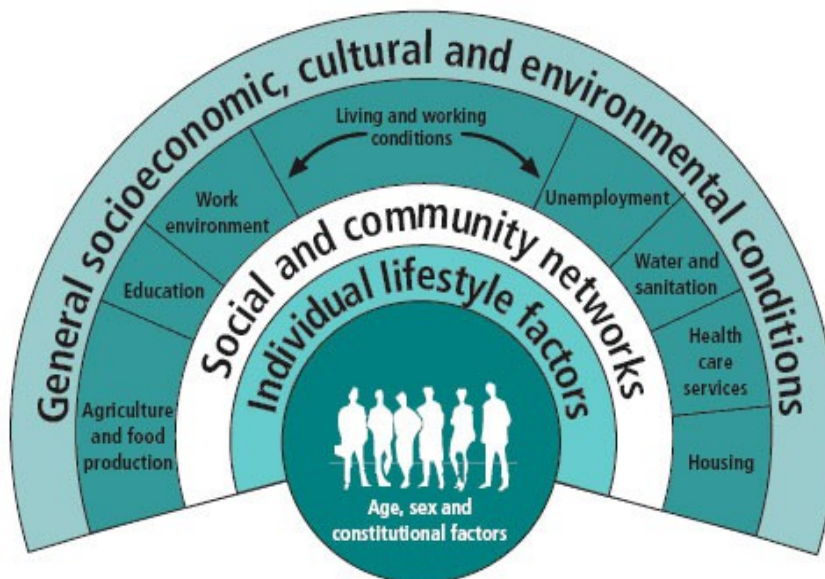 General socioeconomic, cultural and environmental conditions
Living and working
conditions
Work
environment
Unemployment
Education
Water and
sanitation
Agriculture
and food
production
Health
care
services
Housing
Social and community networks
Individual lifestyle factors
Age, sex and
constitutional factors